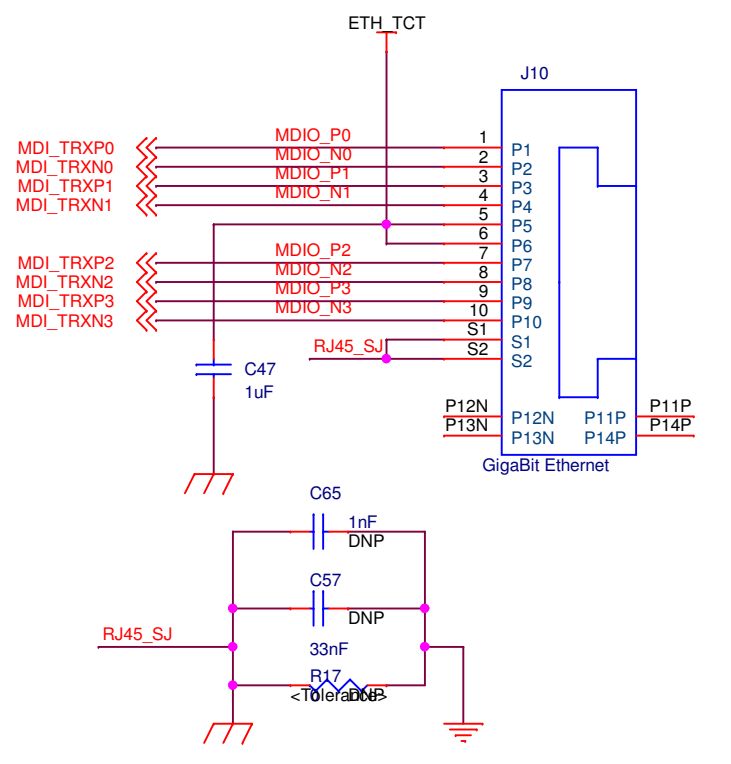 ETH_TCT
J10
MDI_TRXP0 MDIO_P0 1 P1
MDI_TRXN0 MDIO_N0 2 P2
MDI_TRXP1 MDIO_P1 3 P3
MDI_TRXN1 MDIO_N1 4 P4
5 P5
6 P6
MDI_TRXP2 MDIO_P2 7 P7
MDI_TRXN2 MDIO_N2 8 P8
MDI_TRXP3 MDIO_P3 9 P9
MDI_TRXN3 MDIO_N3 10 P10
S1 S1
RJ45_SJ S2 S2
C47
1uF
P12N P12N P11P P11P
P13N P13N P14P P14P
GigaBit Ethernet
C65
1nF
DNP
C57
DNP
RJ45_SJ
33nF
R17
<Tolerance>
0 DNP